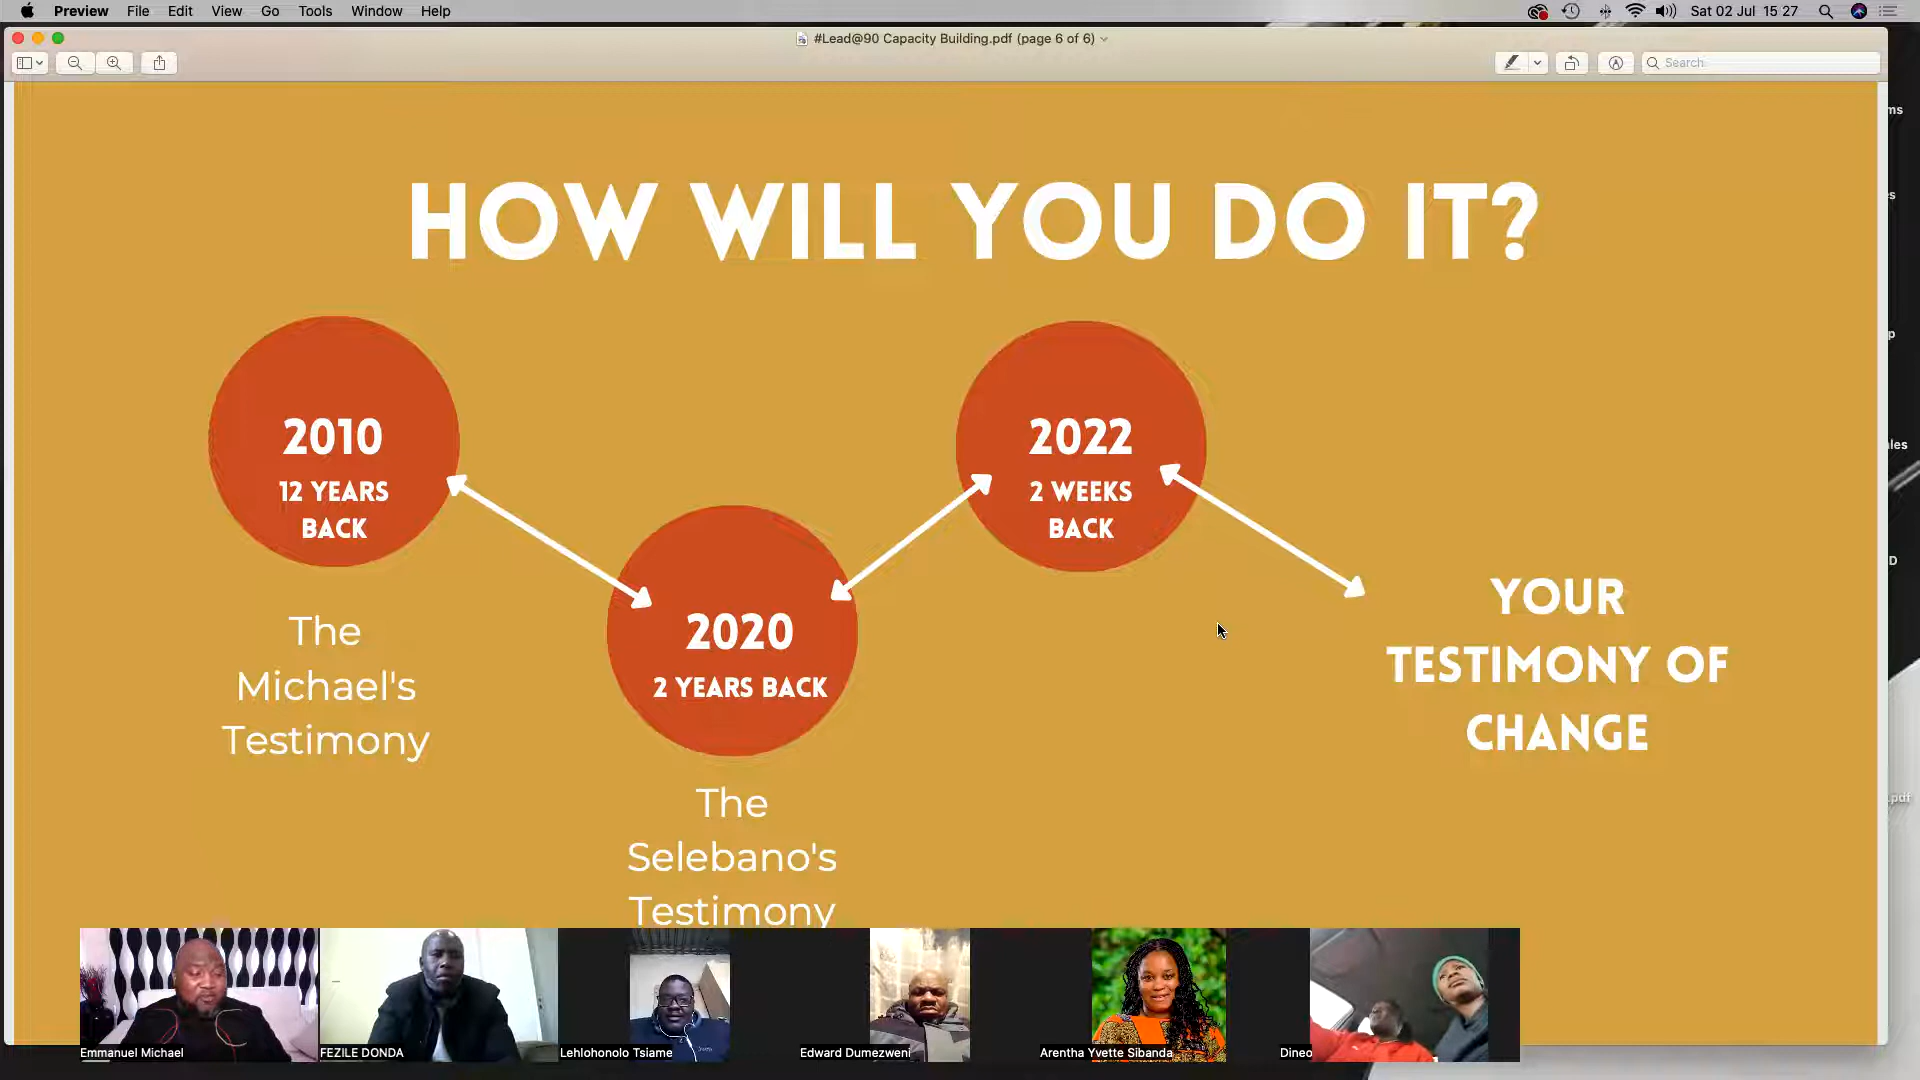 Preview File Edit View Go Tools Window Help
Sat 02 Jul 15 27
#Lead@90 Capacity Building.pdf (page 6 of 6)
Search
HOW WILL YOU DO IT?
2010
12 YEARS
BACK
The
Michael's
Testimony
2020
2 YEARS BACK
The
Selebano's
Testimony
2022
2 WEEKS
BACK
YOUR
TESTIMONY OF
CHANGE
.pdf
Emmanuel Michael
FEZILE DONDA
Lehlohonolo Tsiame
Edward Dumezweni
Arentha Yvette Sibanda
Dineo